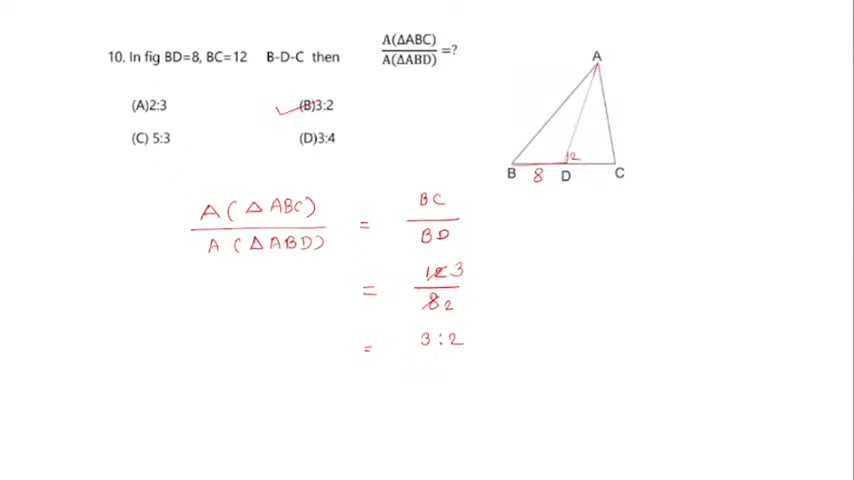 10. In fig BD=8, BC=12 B-D-C then A(ΔABC)/A(ΔABD)=?
(A)2:3 (B)3:2
(C) 5:3 (D)3:4
A
12
B 8 D C
A(ΔABC)/A(ΔABD) = BC/BD
= 12 3/8 2
= 3:2